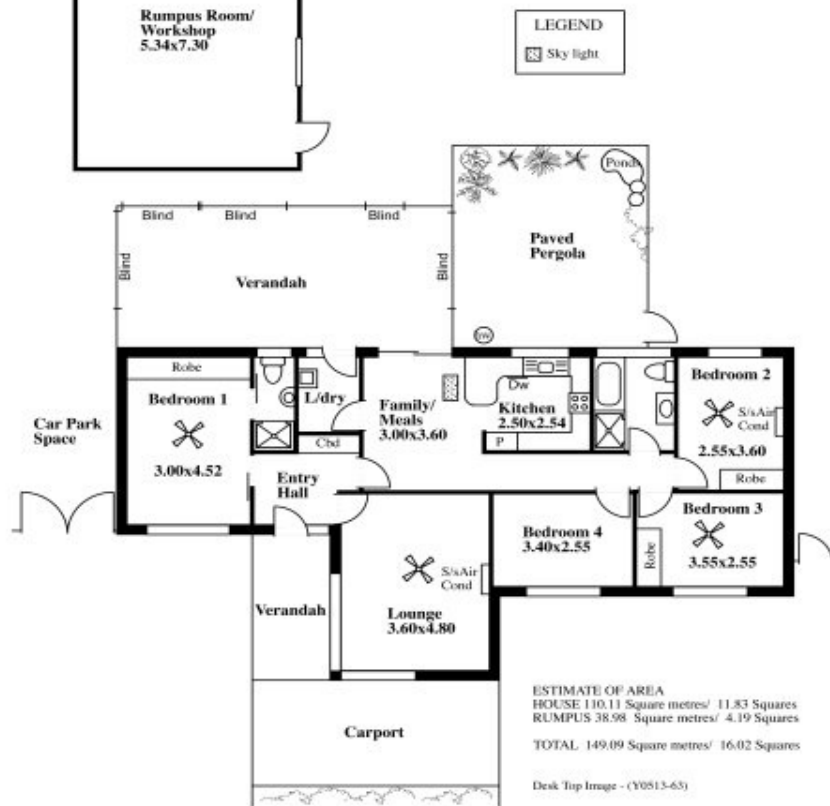 Rumpus Room/
Workshop
5.34x7.30
LEGEND
Sky light
Blind
Blind
Blind
Blind
Blind
Verandah
Pond
Paved
Pergola
Robe
Bedroom 1
3.00x4.52
L/dry
Cbd
Family/
Meals
3.00x3.60
Dw
Kitchen
2.50x2.54
P
Bedroom 2
S/sAir
Cond
2.55x3.60
Robe
Car Park
Space
Entry
Hall
Bedroom 4
3.40x2.55
Bedroom 3
3.55x2.55
Robe
Verandah
S/sAir
Cond
Lounge
3.60x4.80
Carport
ESTIMATE OF AREA
HOUSE 110.11 Square metres/ 11.83 Squares
RUMPUS 38.98 Square metres/ 4.19 Squares
TOTAL 149.09 Square metres/ 16.02 Squares
Desk Top Image - (Y0513-63)